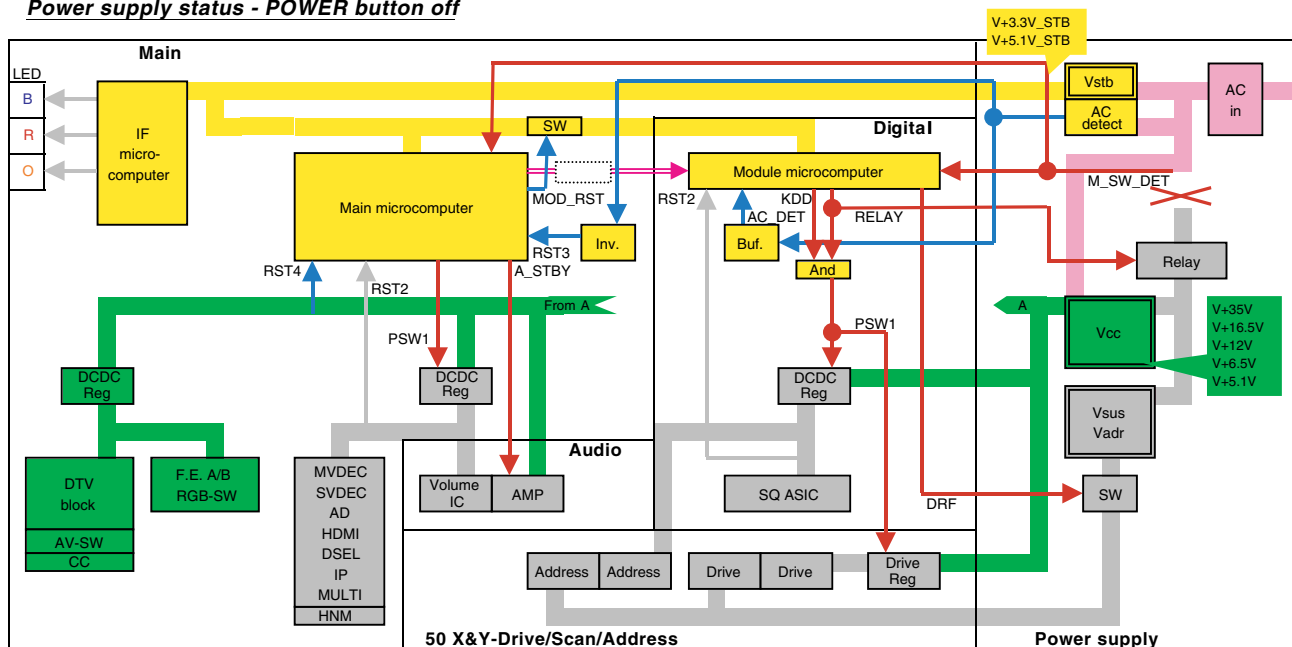 Power supply status - POWER button off
V+3.3V_STB
V+5.1V_STB
Main
LED
B
R
O
IF
micro-
computer
SW
Digital
Vstb
AC
detect
AC
in
Main microcomputer
MOD_RST
Module microcomputer
M_SW_DET
RST2
KDD
AC_DET
RELAY
RST3
Inv.
Buf.
And
Relay
A_STBY
RST4
RST2
From A
A
PSW1
PSW1
Vcc
V+35V
V+16.5V
V+12V
V+6.5V
V+5.1V
DCDC
Reg
DCDC
Reg
DCDC
Reg
Vsus
Vadr
Audio
DTV
block
AV-SW
CC
F.E. A/B
RGB-SW
MVDEC
SVDEC
AD
HDMI
DSEL
IP
MULTI
HNM
Volume
IC
AMP
SQ ASIC
DRF
SW
Address
Address
Drive
Drive
Drive
Reg
50 X&Y-Drive/Scan/Address
Power supply